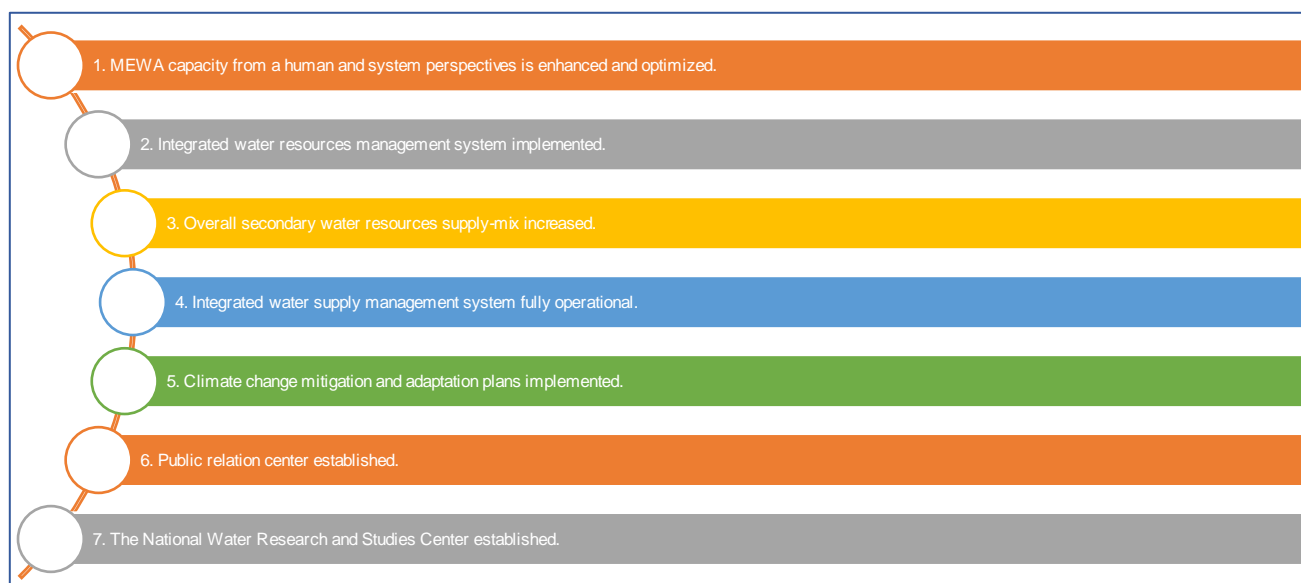 1. MEWA capacity from a human and system perspectives is enhanced and optimized.
2. Integrated water resources management system implemented.
3. Overall secondary water resources supply-mix increased.
4. Integrated water supply management system fully operational.
5. Climate change mitigation and adaptation plans implemented.
6. Public relation center established.
7. The National Water Research and Studies Center established.